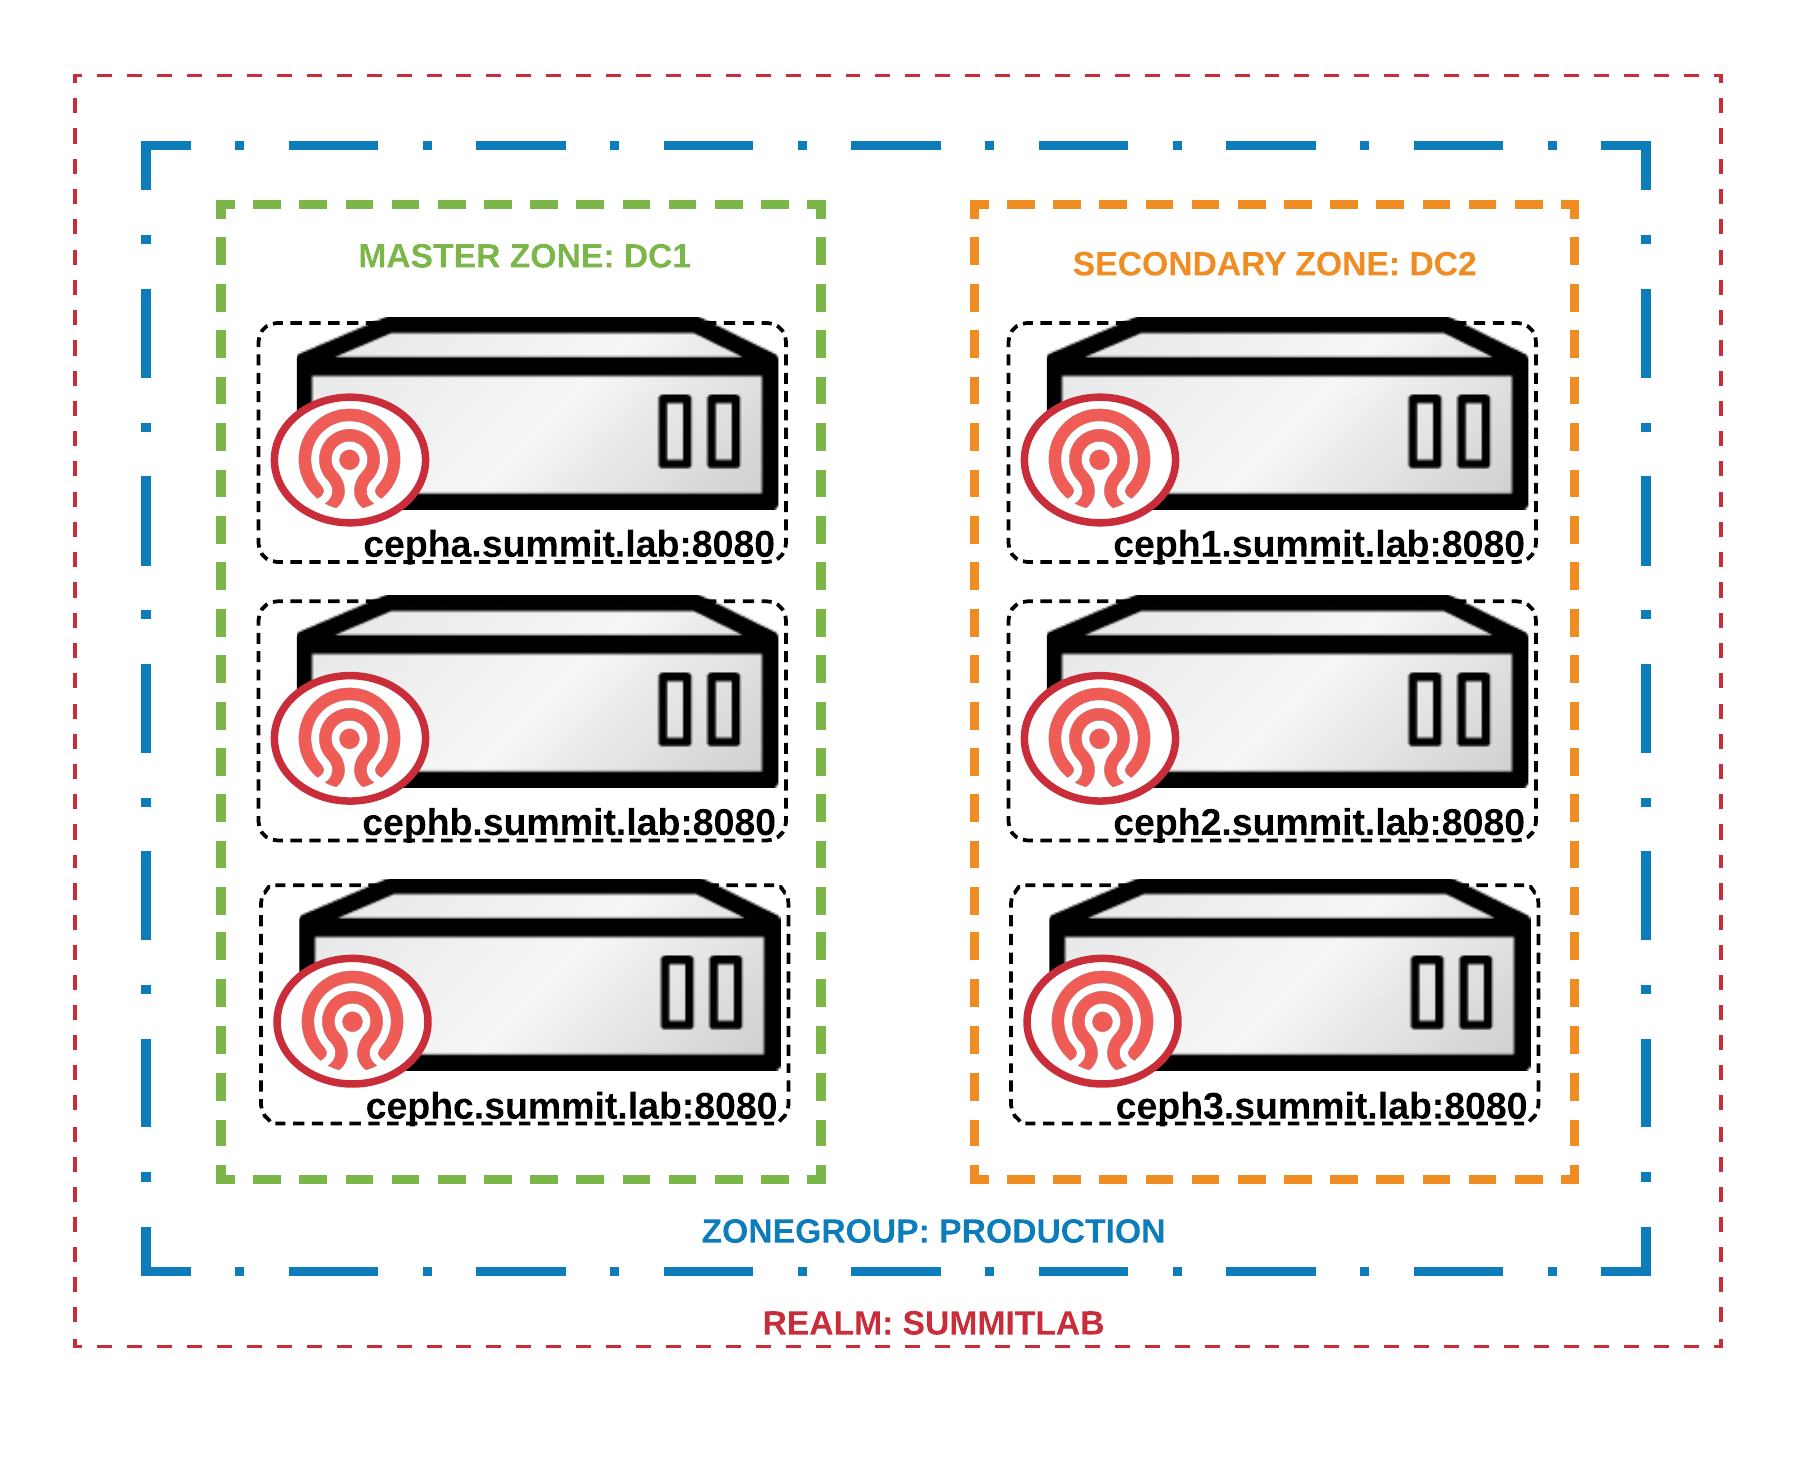 MASTER ZONE: DC1
cepha.summit.lab:8080
cephb.summit.lab:8080
cephc.summit.lab:8080
SECONDARY ZONE: DC2
ceph1.summit.lab:8080
ceph2.summit.lab:8080
ceph3.summit.lab:8080
ZONEGROUP: PRODUCTION
REALM: SUMMITLAB